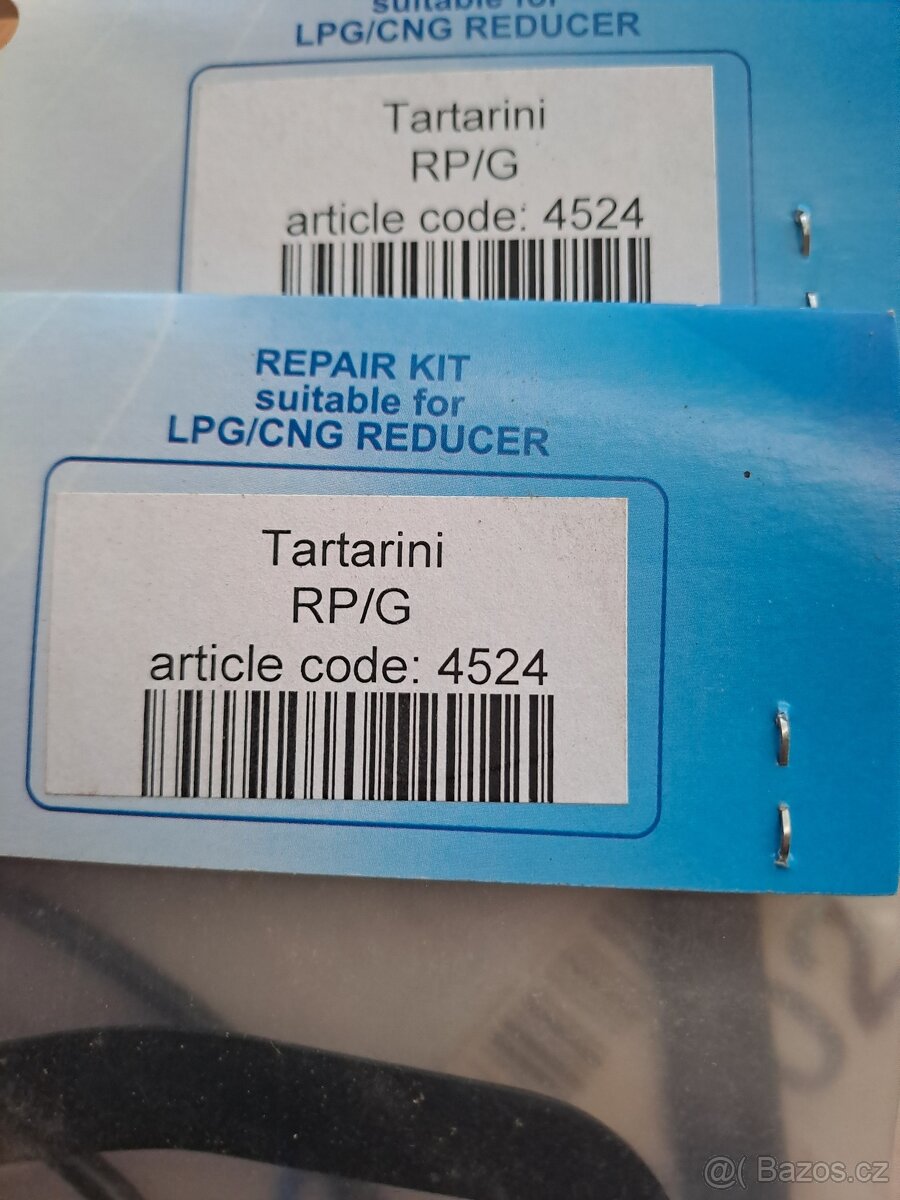 suitable for
LPG/CNG REDUCER
Tartarini
RP/G
article code: 4524
REPAIR KIT
suitable for
LPG/CNG REDUCER
Tartarini
RP/G
article code: 4524
02
@( Bazos.cz